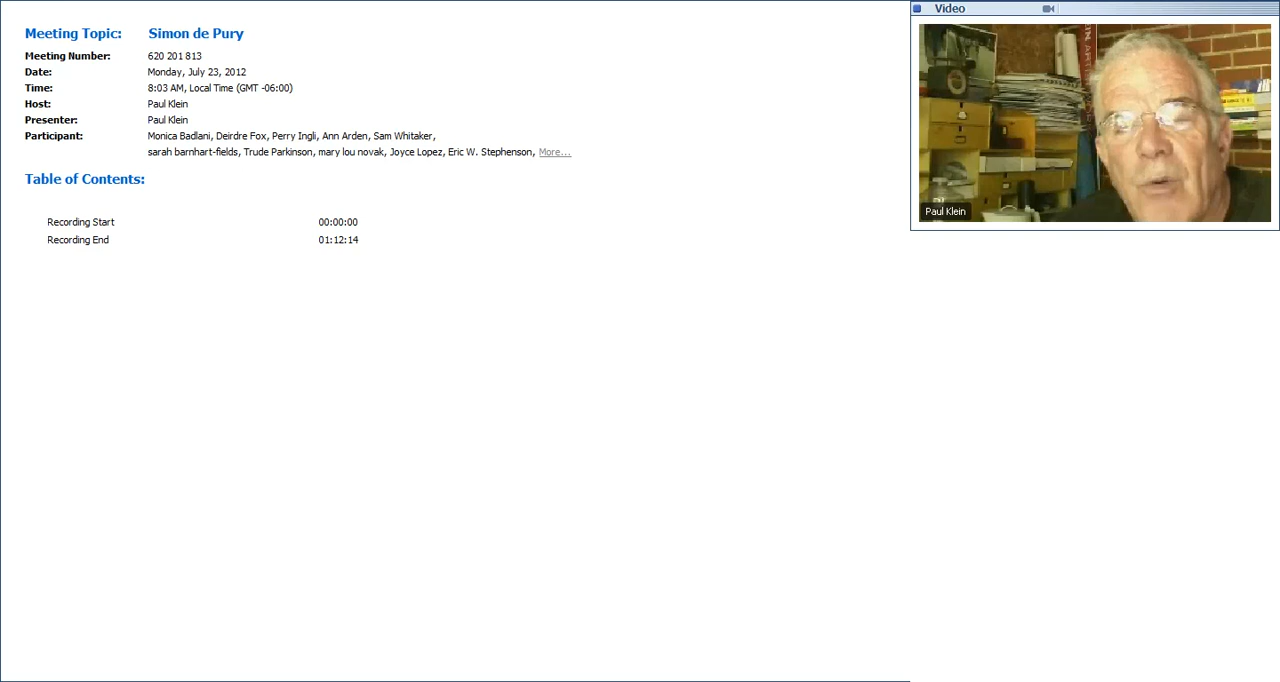 Meeting Topic: Simon de Pury
Meeting Number: 620 201 813
Date: Monday, July 23, 2012
Time: 8:03 AM, Local Time (GMT -06:00)
Host: Paul Klein
Presenter: Paul Klein
Participant: Monica Badlani, Deirdre Fox, Perry Ingli, Ann Arden, Sam Whitaker,
sarah barnhart-fields, Trude Parkinson, mary lou novak, Joyce Lopez, Eric W. Stephenson, More...
Table of Contents:
Recording Start 00:00:00
Recording End 01:12:14
Video
Paul Klein